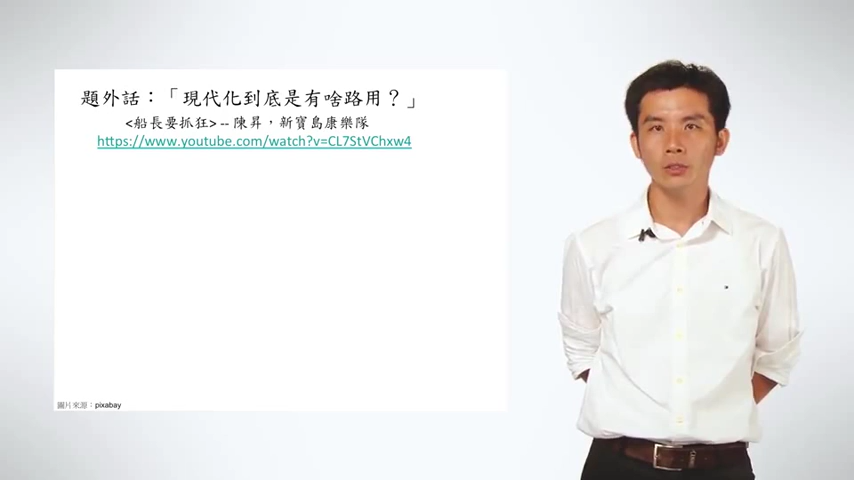 題外話：「現代化到底是有啥路用？」
<船長要抓狂> -- 陳昇，新寶島康樂隊
https://www.youtube.com/watch?v=CL7StVChxw4
圖片來源：pixabay